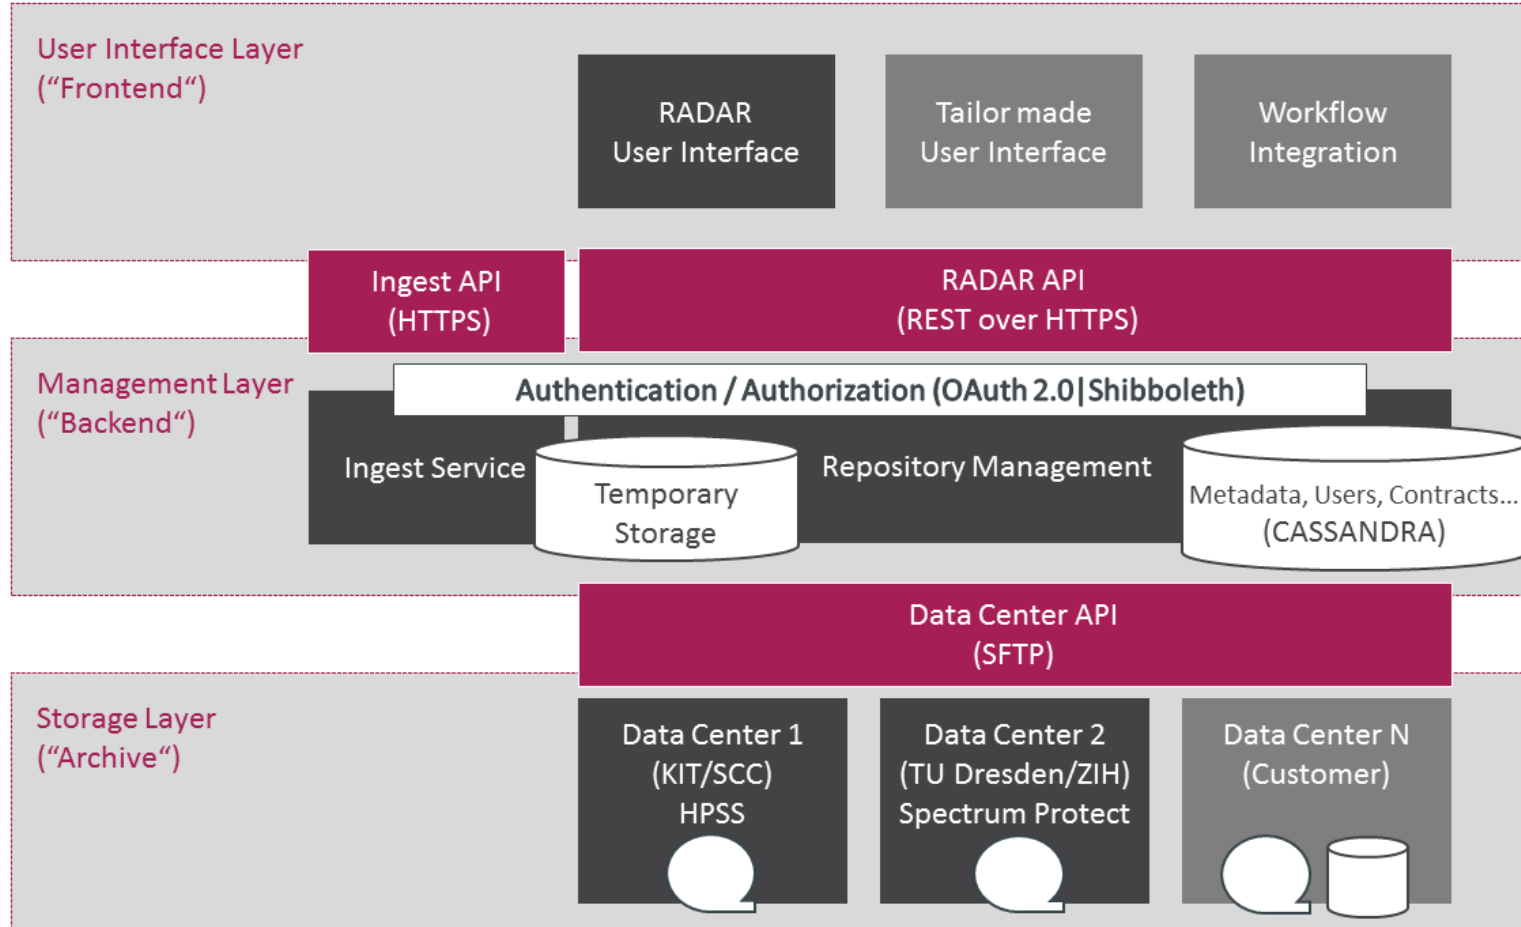 User Interface Layer
(“Frontend“)
RADAR
User Interface
Tailor made
User Interface
Workflow
Integration
Ingest API
(HTTPS)
RADAR API
(REST over HTTPS)
Management Layer
(“Backend“)
Authentication / Authorization (OAuth 2.0|Shibboleth)
Ingest Service
Temporary
Storage
Repository Management
Metadata, Users, Contracts...
(CASSANDRA)
Data Center API
(SFTP)
Storage Layer
(“Archive“)
Data Center 1
(KIT/SCC)
HPSS
Data Center 2
(TU Dresden/ZIH)
Spectrum Protect
Data Center N
(Customer)